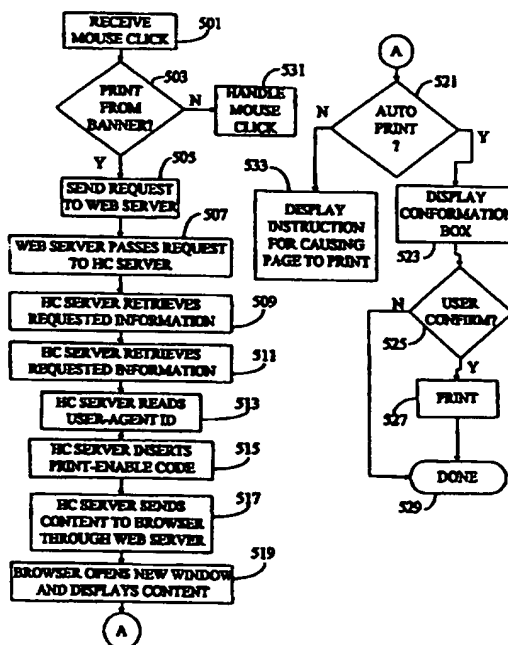 RECEIVE
MOUSE CLICK
501
503
PRINT
FROM
BANNER?
N
531
HANDLE
MOUSE
CLICK
Y
505
SEND REQUEST
TO WEB SERVER
507
WEB SERVER PASSES REQUEST
TO HC SERVER
HC SERVER RETRIEVES
REQUESTED INFORMATION
509
HC SERVER RETRIEVES
REQUESTED INFORMATION
511
HC SERVER READS
USER-AGENT ID
513
HC SERVER INSERTS
PRINT-ENABLE CODE
515
HC SERVER SENDS
CONTENT TO BROWSER
THROUGH WEB SERVER
517
519
BROWSER OPENS NEW WINDOW
AND DISPLAYS CONTENT
A
A
521
AUTO
PRINT
?
N
Y
533
DISPLAY
INSTRUCTION
FOR CAUSING
PAGE TO PRINT
DISPLAY
CONFORMATION
BOX
523
N
USER
CONFIRM?
525
Y
PRINT
527
DONE
529